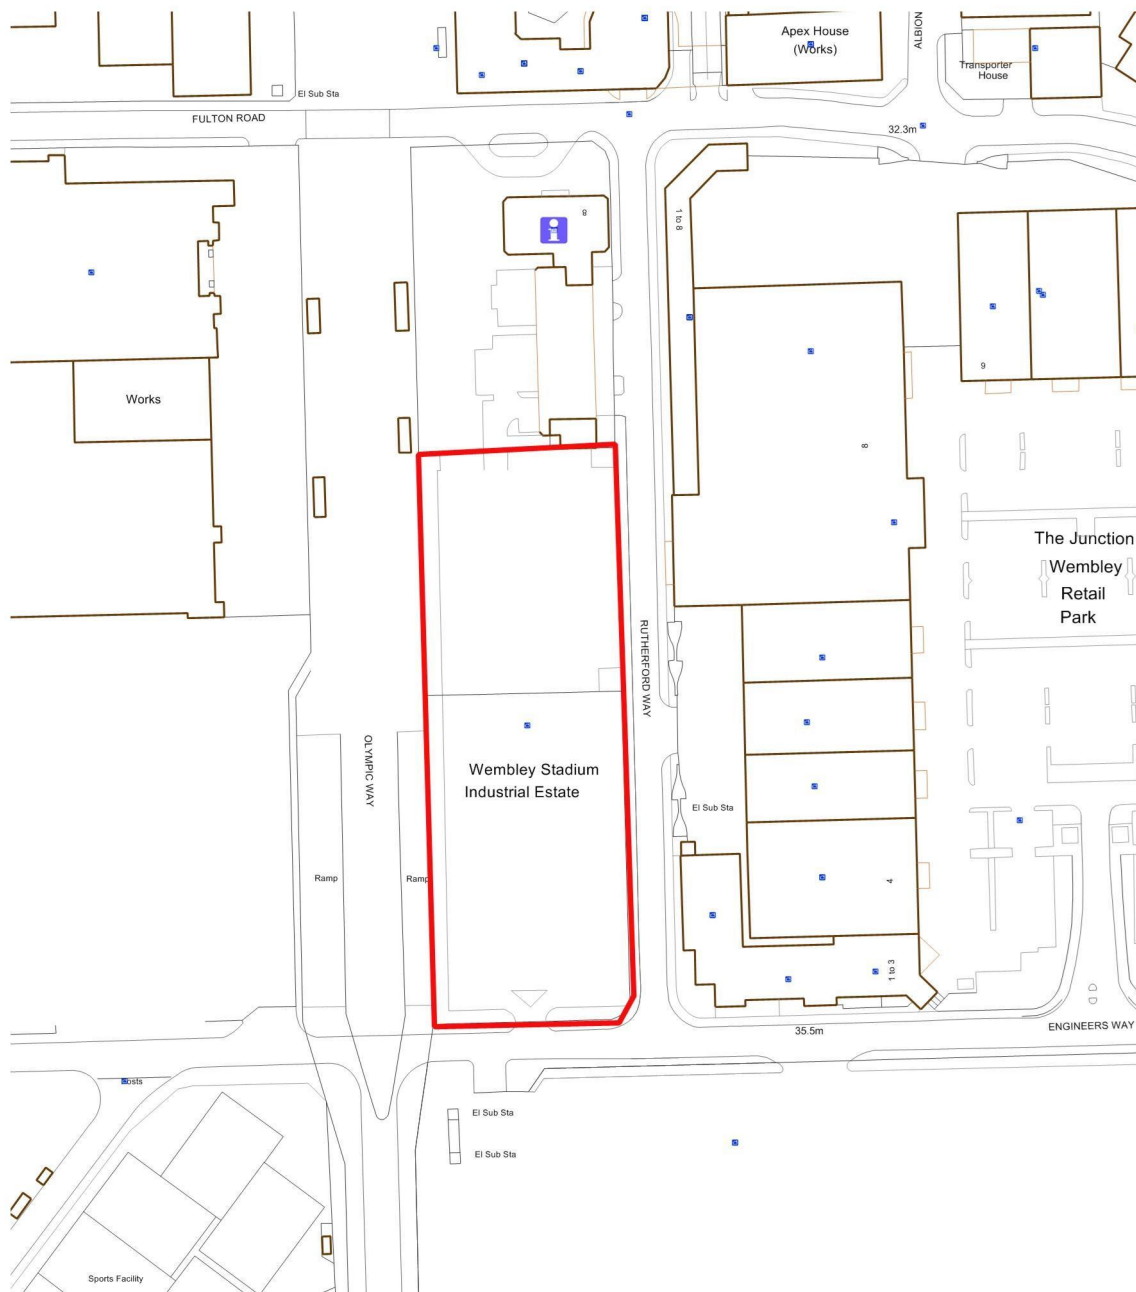 Apex House
(Works)
ALBION
Transporter
House
El Sub Sta
FULTON ROAD
32.3m
8
1 to 8
9
Works
8
The Junction
Wembley
Retail
Park
RUTHERFORD WAY
OLYMPIC WAY
Wembley Stadium
Industrial Estate
El Sub Sta
Ramp
Ramp
4
1 to 3
35.5m
ENGINEERS WAY
El Sub Sta
El Sub Sta
Sports Facility